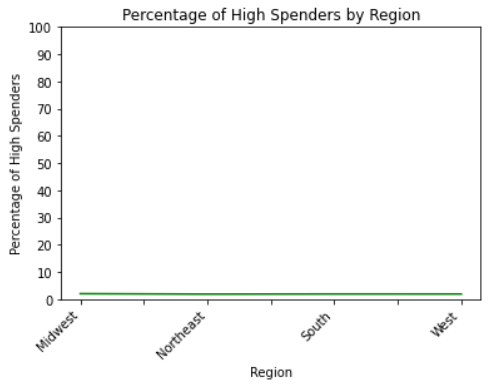 Percentage of High Spenders by Region
Percentage of High Spenders
100
90
80
70
60
50
40
30
20
10
0
Midwest
Northeast
South
West
Region